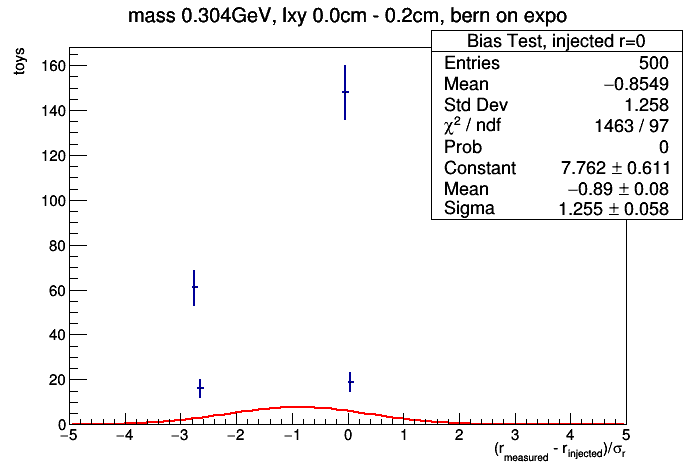 mass 0.304GeV, lxy 0.0cm - 0.2cm, bern on expo
Bias Test, injected r=0
Entries 500
Mean −0.8549
Std Dev 1.258
χ² / ndf 1463 / 97
Prob 0
Constant 7.762 ± 0.611
Mean −0.89 ± 0.08
Sigma 1.255 ± 0.058
toys
160
140
120
100
80
60
40
20
0
−5 −4 −3 −2 −1 0 1 2 3 4 5
(r_measured - r_injected)/σ_r